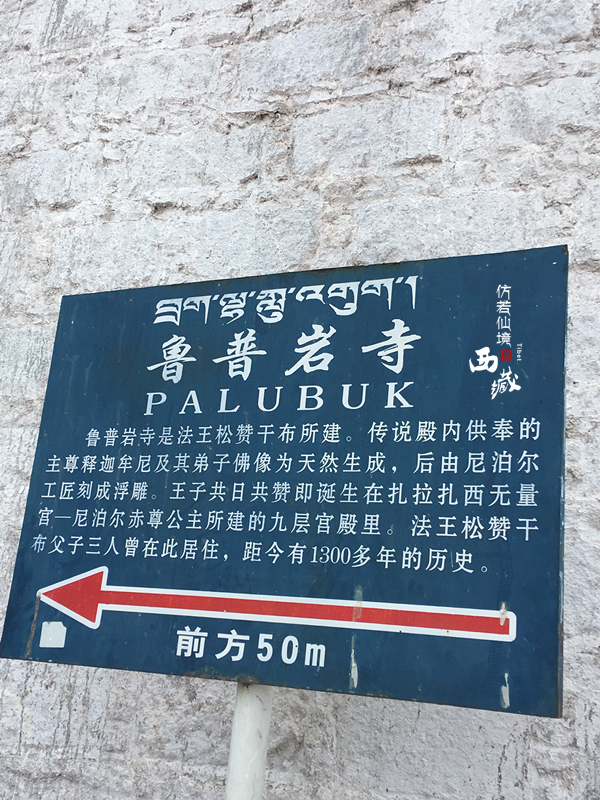 བྲག་ལྷ་ཀླུ་འབུག །
鲁普岩寺
PALUBUK
鲁普岩寺是法王松赞干布所建。传说殿内供奉的
主尊释迦牟尼及其弟子佛像为天然生成，后由尼泊尔
工匠刻成浮雕。王子共日共赞即诞生在扎拉扎西无量
宫—尼泊尔赤尊公主所建的九层宫殿里。法王松赞干
布父子三人曾在此居住，距今有1300多年的历史。
前方50m
仿若仙境
Tibet
西藏